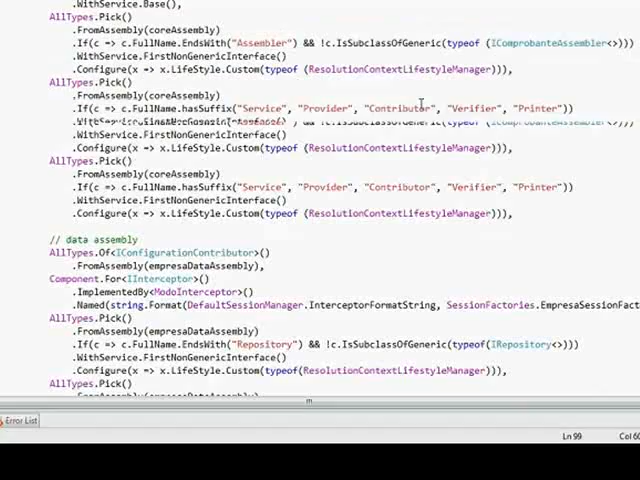 .WithService.Base(),
AllTypes.Pick()
.FromAssembly(coreAssembly)
.If(c => c.FullName.EndsWith("Assembler") && !c.IsSubclassOfGeneric(typeof (IComprobanteAssembler<>)))
.WithService.FirstNonGenericInterface()
.Configure(x => x.LifeStyle.Custom(typeof (ResolutionContextLifestyleManager))),
AllTypes.Pick()
.FromAssembly(coreAssembly)
.If(c => c.FullName.hasSuffix("Service", "Provider", "Contributor", "Verifier", "Printer"))
.WithService.FirstNonGenericInterface()
.Configure(x => x.LifeStyle.Custom(typeof (ResolutionContextLifestyleManager))),
AllTypes.Pick()
.FromAssembly(coreAssembly)
.If(c => c.FullName.hasSuffix("Service", "Provider", "Contributor", "Verifier", "Printer"))
.WithService.FirstNonGenericInterface()
.Configure(x => x.LifeStyle.Custom(typeof (ResolutionContextLifestyleManager))),
// data assembly
AllTypes.Of<IConfigurationContributor>()
.FromAssembly(empresaDataAssembly),
Component.For<IInterceptor>()
.ImplementedBy<ModoInterceptor>()
.Named(string.Format(DefaultSessionManager.InterceptorFormatString, SessionFactories.EmpresaSessionFact
AllTypes.Pick()
.FromAssembly(empresaDataAssembly)
.If(c => c.FullName.EndsWith("Repository") && !c.IsSubclassOfGeneric(typeof(IRepository<>)))
.WithService.FirstNonGenericInterface()
.Configure(x => x.LifeStyle.Custom(typeof(ResolutionContextLifestyleManager))),
AllTypes.Pick()
Error List
Ln 99 Col 60